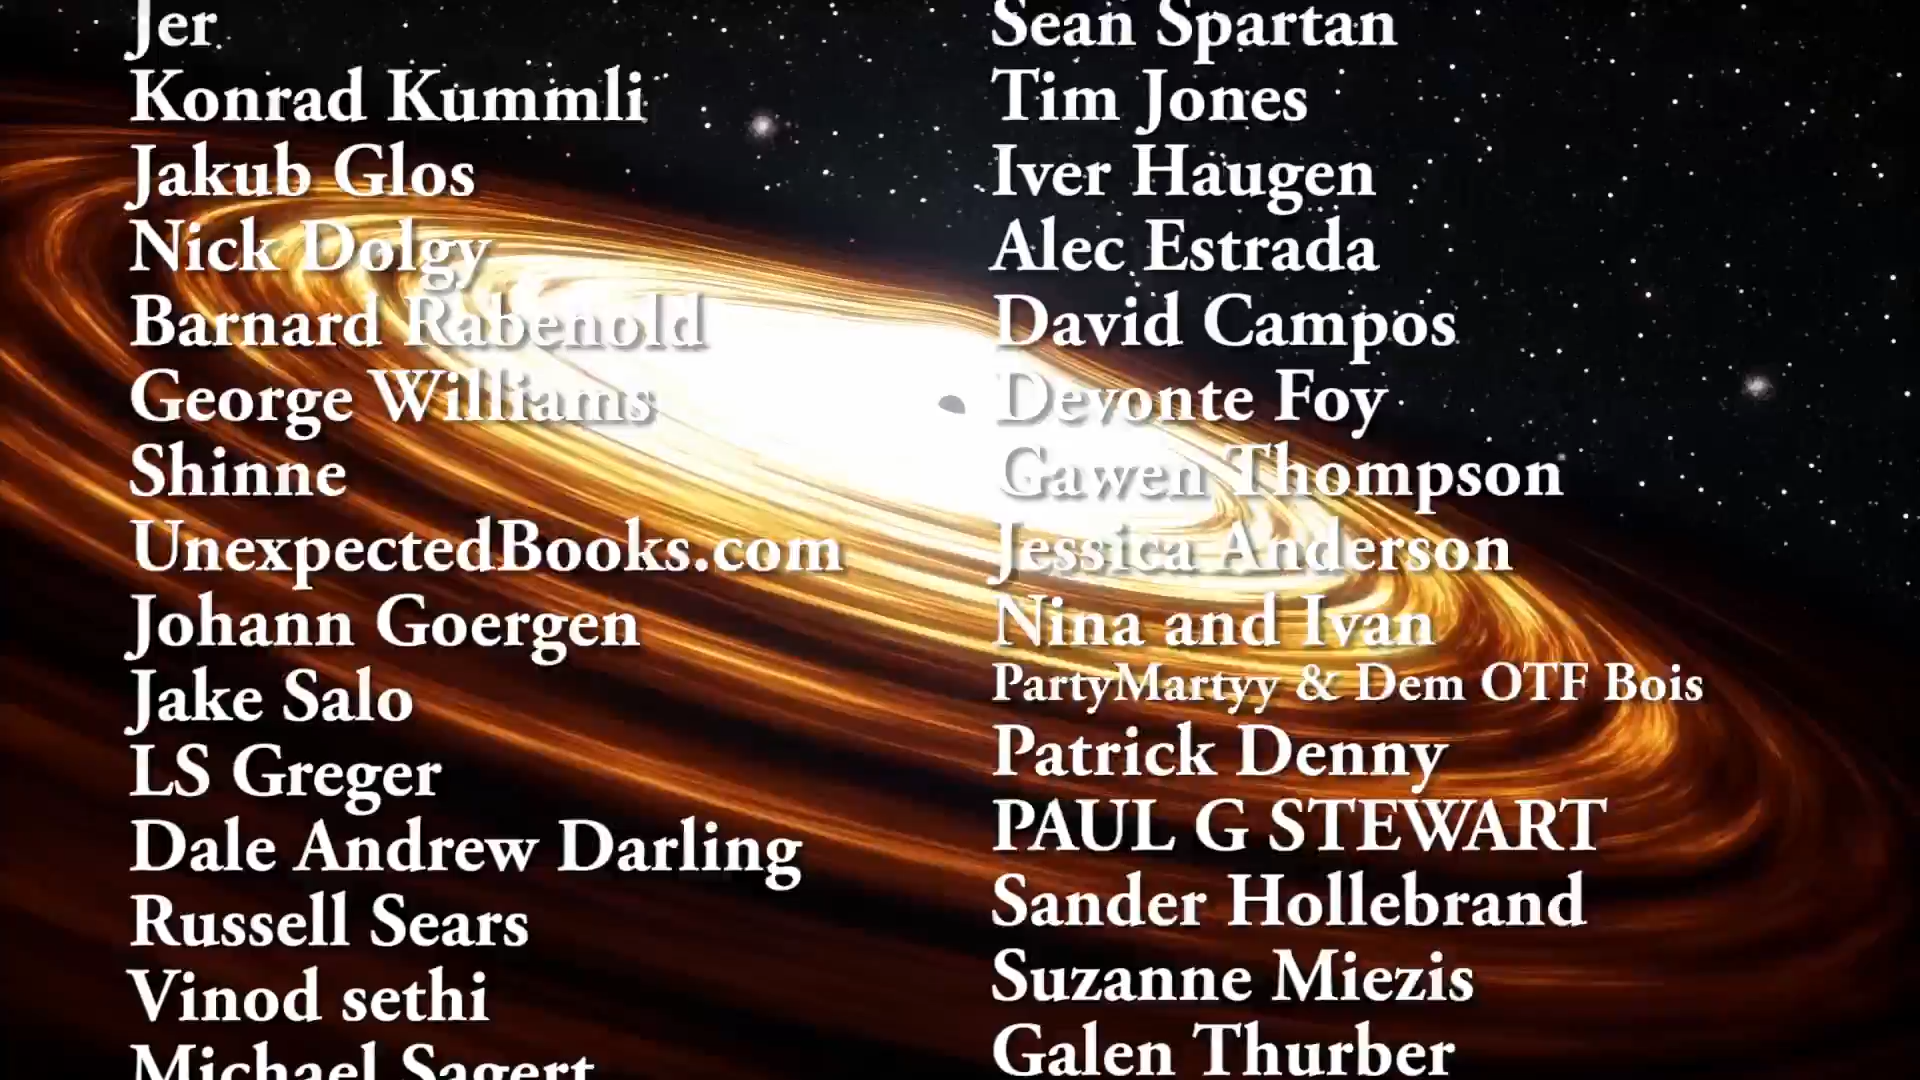 Jer
Konrad Kummli
Jakub Glos
Nick Dolgy
Barnard Rabenold
George Williams
Shinne
UnexpectedBooks.com
Johann Goergen
Jake Salo
LS Greger
Dale Andrew Darling
Russell Sears
Vinod sethi
Michael Sagert
Sean Spartan
Tim Jones
Iver Haugen
Alec Estrada
David Campos
Devonte Foy
Gawen Thompson
Jessica Anderson
Nina and Ivan
PartyMartyy & Dem OTF Bois
Patrick Denny
PAUL G STEWART
Sander Hollebrand
Suzanne Miezis
Galen Thurber